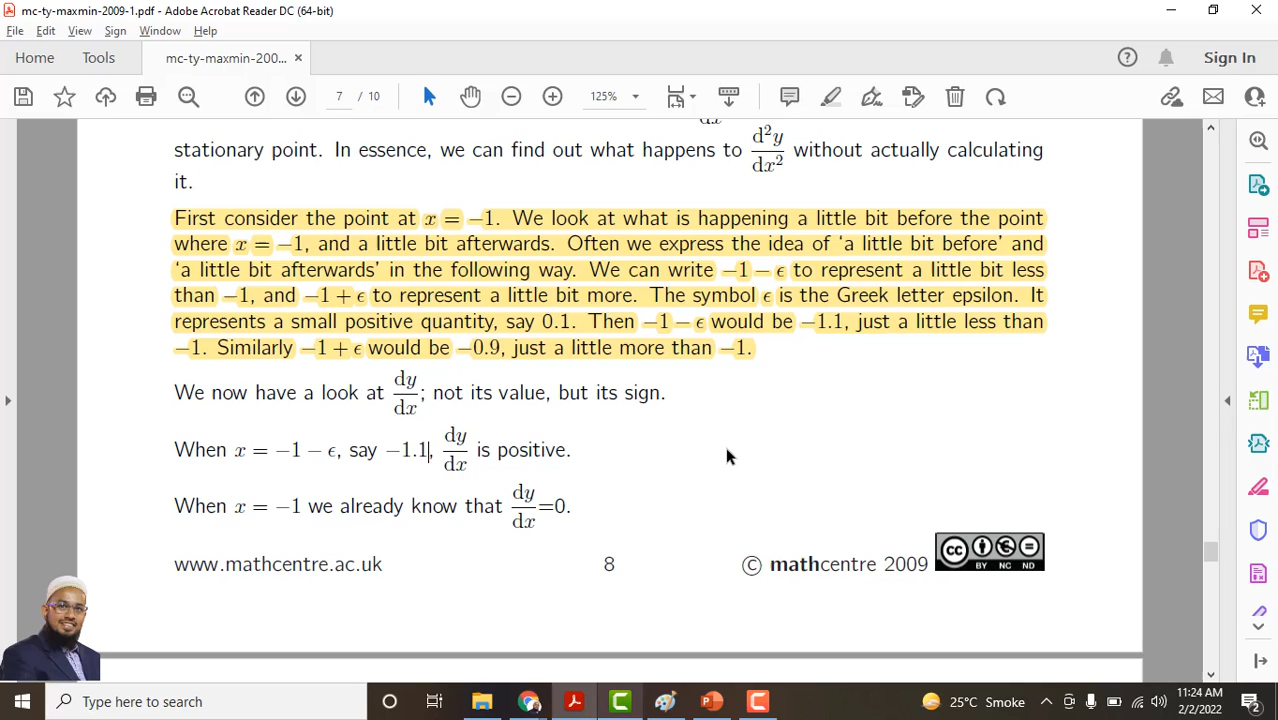 mc-ty-maxmin-2009-1.pdf - Adobe Acrobat Reader DC (64-bit)
File Edit View Sign Window Help
Home Tools mc-ty-maxmin-200... × Sign In
7 / 10 125%
dx
stationary point. In essence, we can find out what happens to d²y/dx² without actually calculating
it.
First consider the point at x = −1. We look at what is happening a little bit before the point
where x = −1, and a little bit afterwards. Often we express the idea of ‘a little bit before’ and
‘a little bit afterwards’ in the following way. We can write −1 − ϵ to represent a little bit less
than −1, and −1 + ϵ to represent a little bit more. The symbol ϵ is the Greek letter epsilon. It
represents a small positive quantity, say 0.1. Then −1 − ϵ would be −1.1, just a little less than
−1. Similarly −1 + ϵ would be −0.9, just a little more than −1.
We now have a look at dy/dx; not its value, but its sign.
When x = −1 − ϵ, say −1.1, dy/dx is positive.
When x = −1 we already know that dy/dx=0.
www.mathcentre.ac.uk 8 © mathcentre 2009 cc BY NC ND
Type here to search 25°C Smoke 11:24 AM
2/2/2022 2